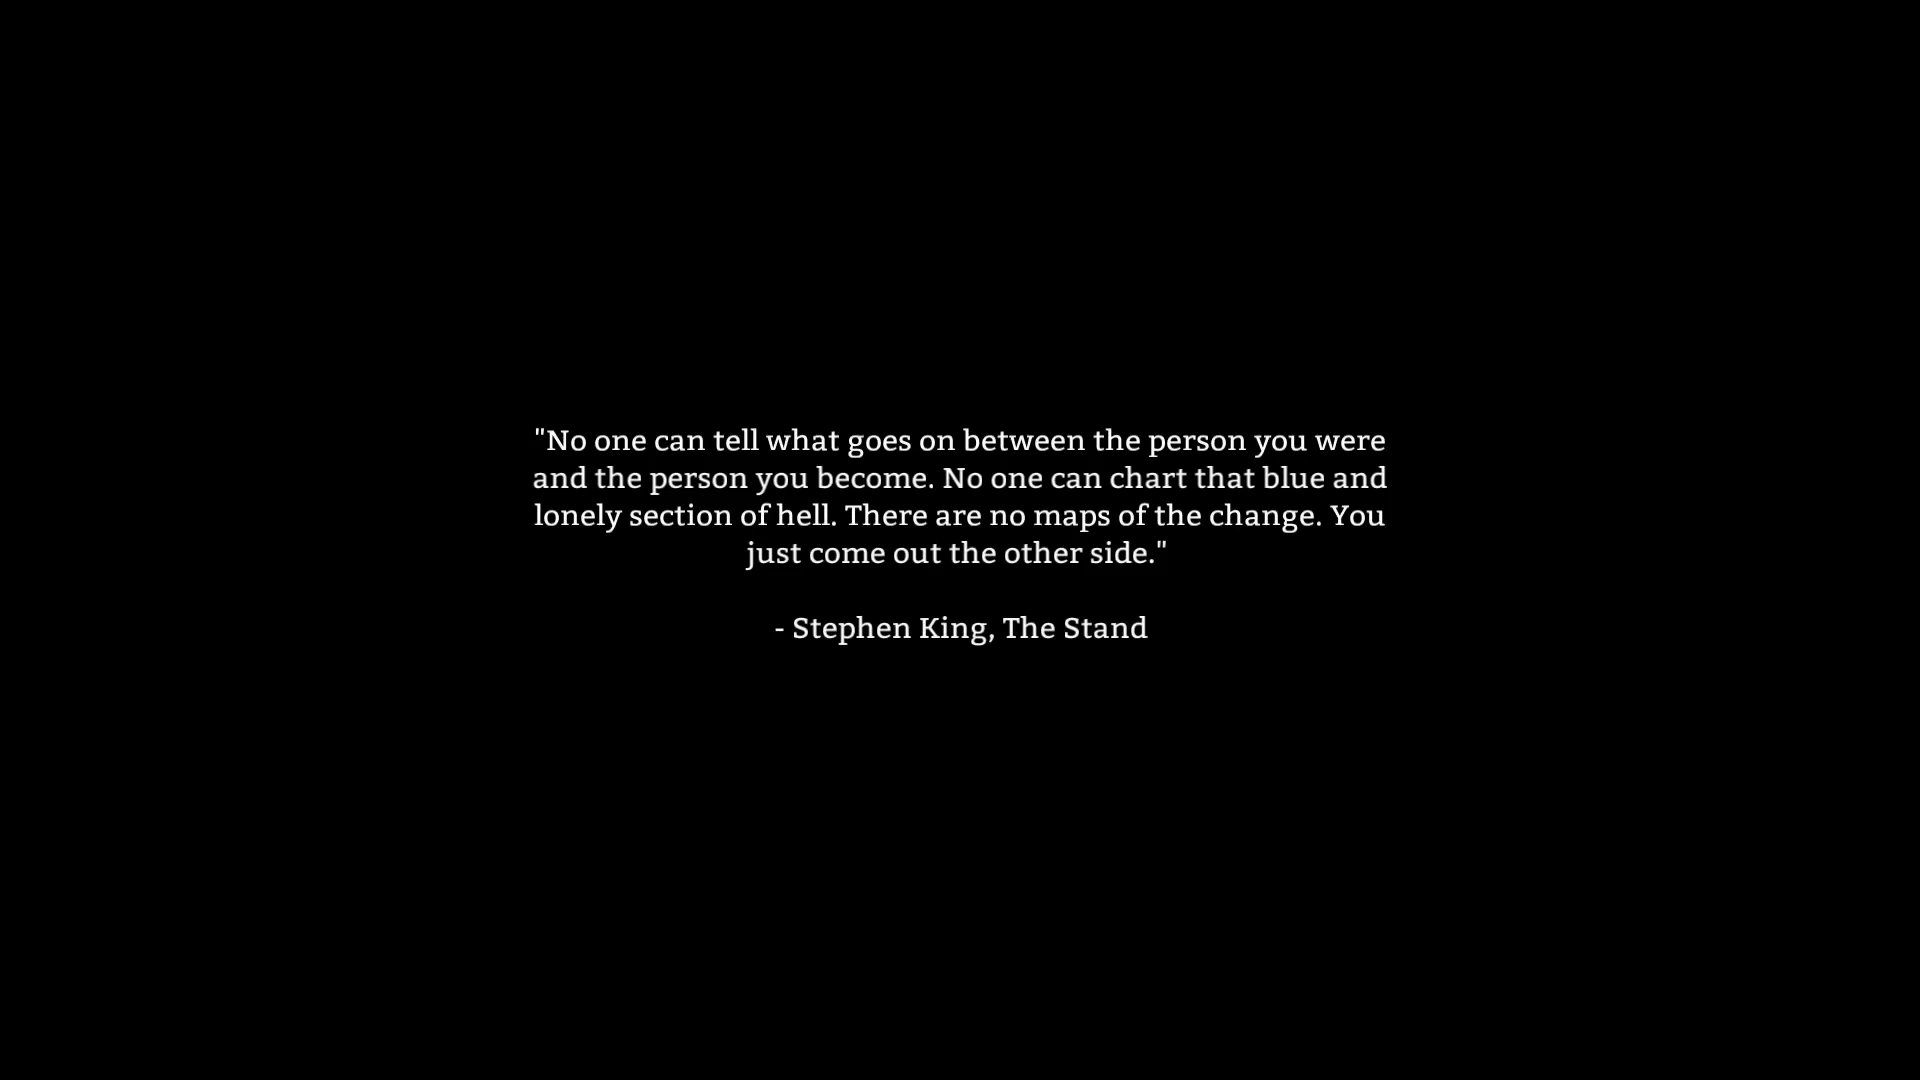 "No one can tell what goes on between the person you were
and the person you become. No one can chart that blue and
lonely section of hell. There are no maps of the change. You
just come out the other side."
- Stephen King, The Stand